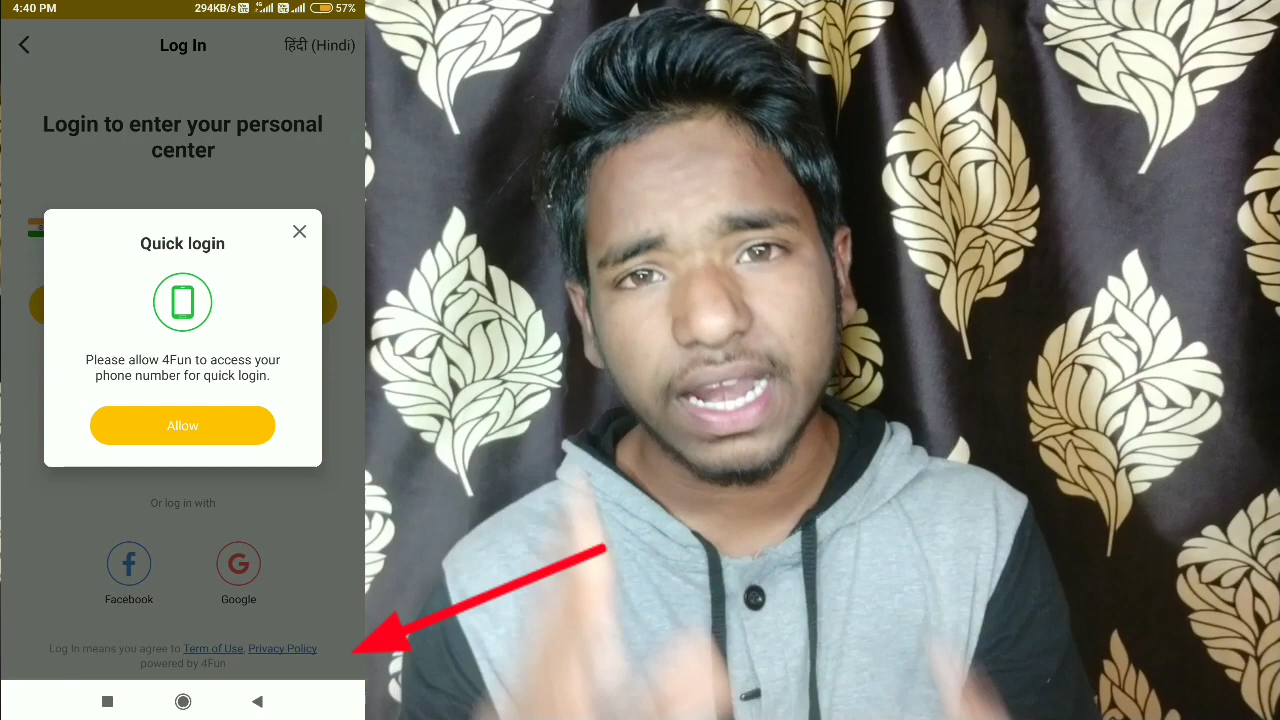 4:40 PM 294KB/s 4G 57%
Log In हिंदी (Hindi)
Login to enter your personal
center
Quick login
Please allow 4Fun to access your
phone number for quick login.
Allow
Or log in with
Facebook Google
Log In means you agree to Term of Use, Privacy Policy
powered by 4Fun